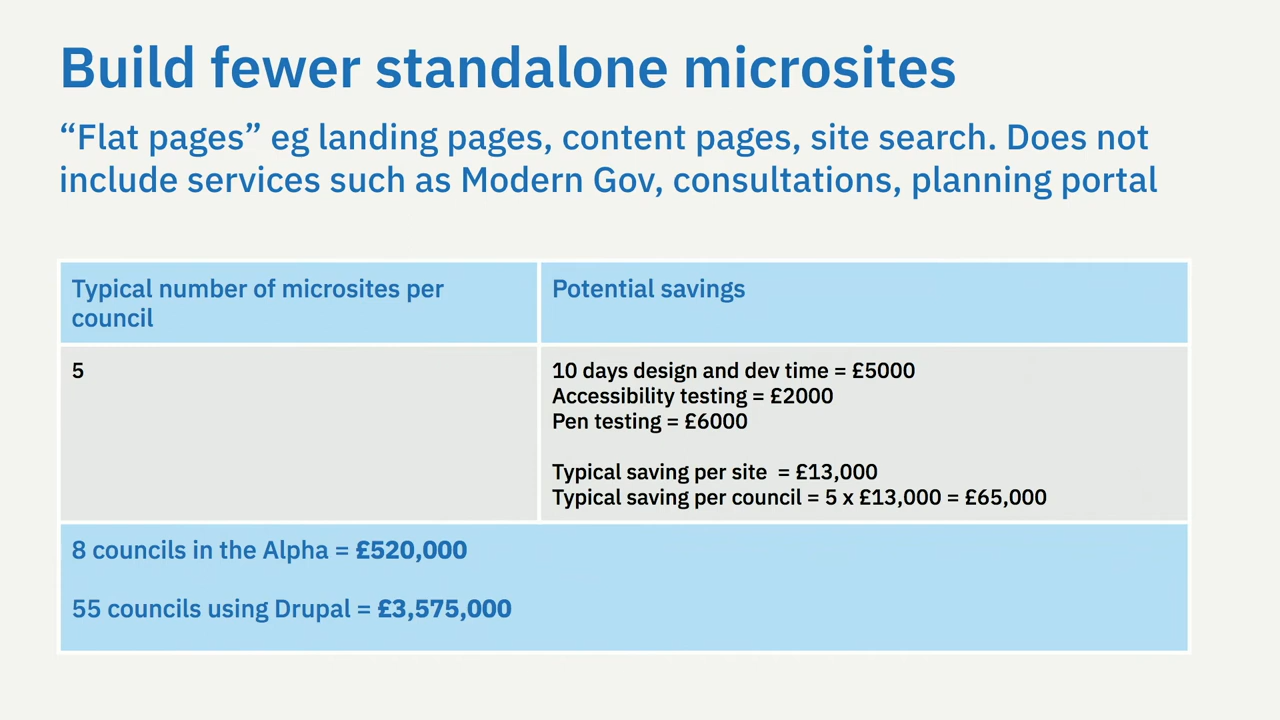 Build fewer standalone microsites
“Flat pages” eg landing pages, content pages, site search. Does not
include services such as Modern Gov, consultations, planning portal
Typical number of microsites per
council
Potential savings
5
10 days design and dev time = £5000
Accessibility testing = £2000
Pen testing = £6000
Typical saving per site = £13,000
Typical saving per council = 5 x £13,000 = £65,000
8 councils in the Alpha = £520,000
55 councils using Drupal = £3,575,000